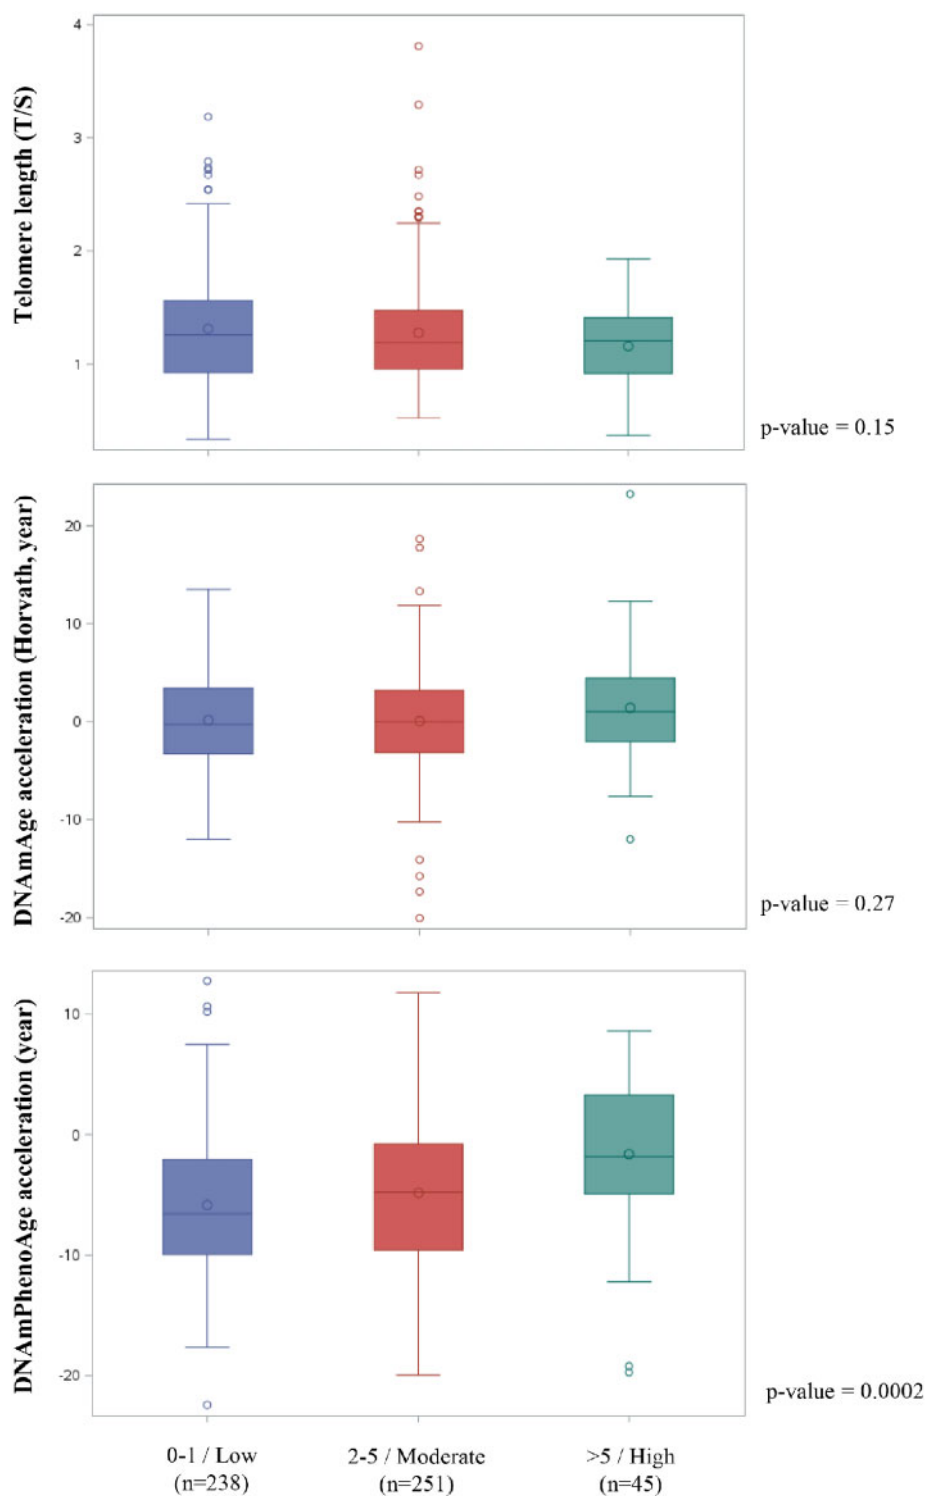 Telomere length (T/S)
4
3
2
1
p-value = 0.15
DNAmAge acceleration (Horvath, year)
20
10
0
-10
-20
p-value = 0.27
DNAmPhenoAge acceleration (year)
10
0
-10
-20
p-value = 0.0002
0-1 / Low
(n=238)
2-5 / Moderate
(n=251)
>5 / High
(n=45)